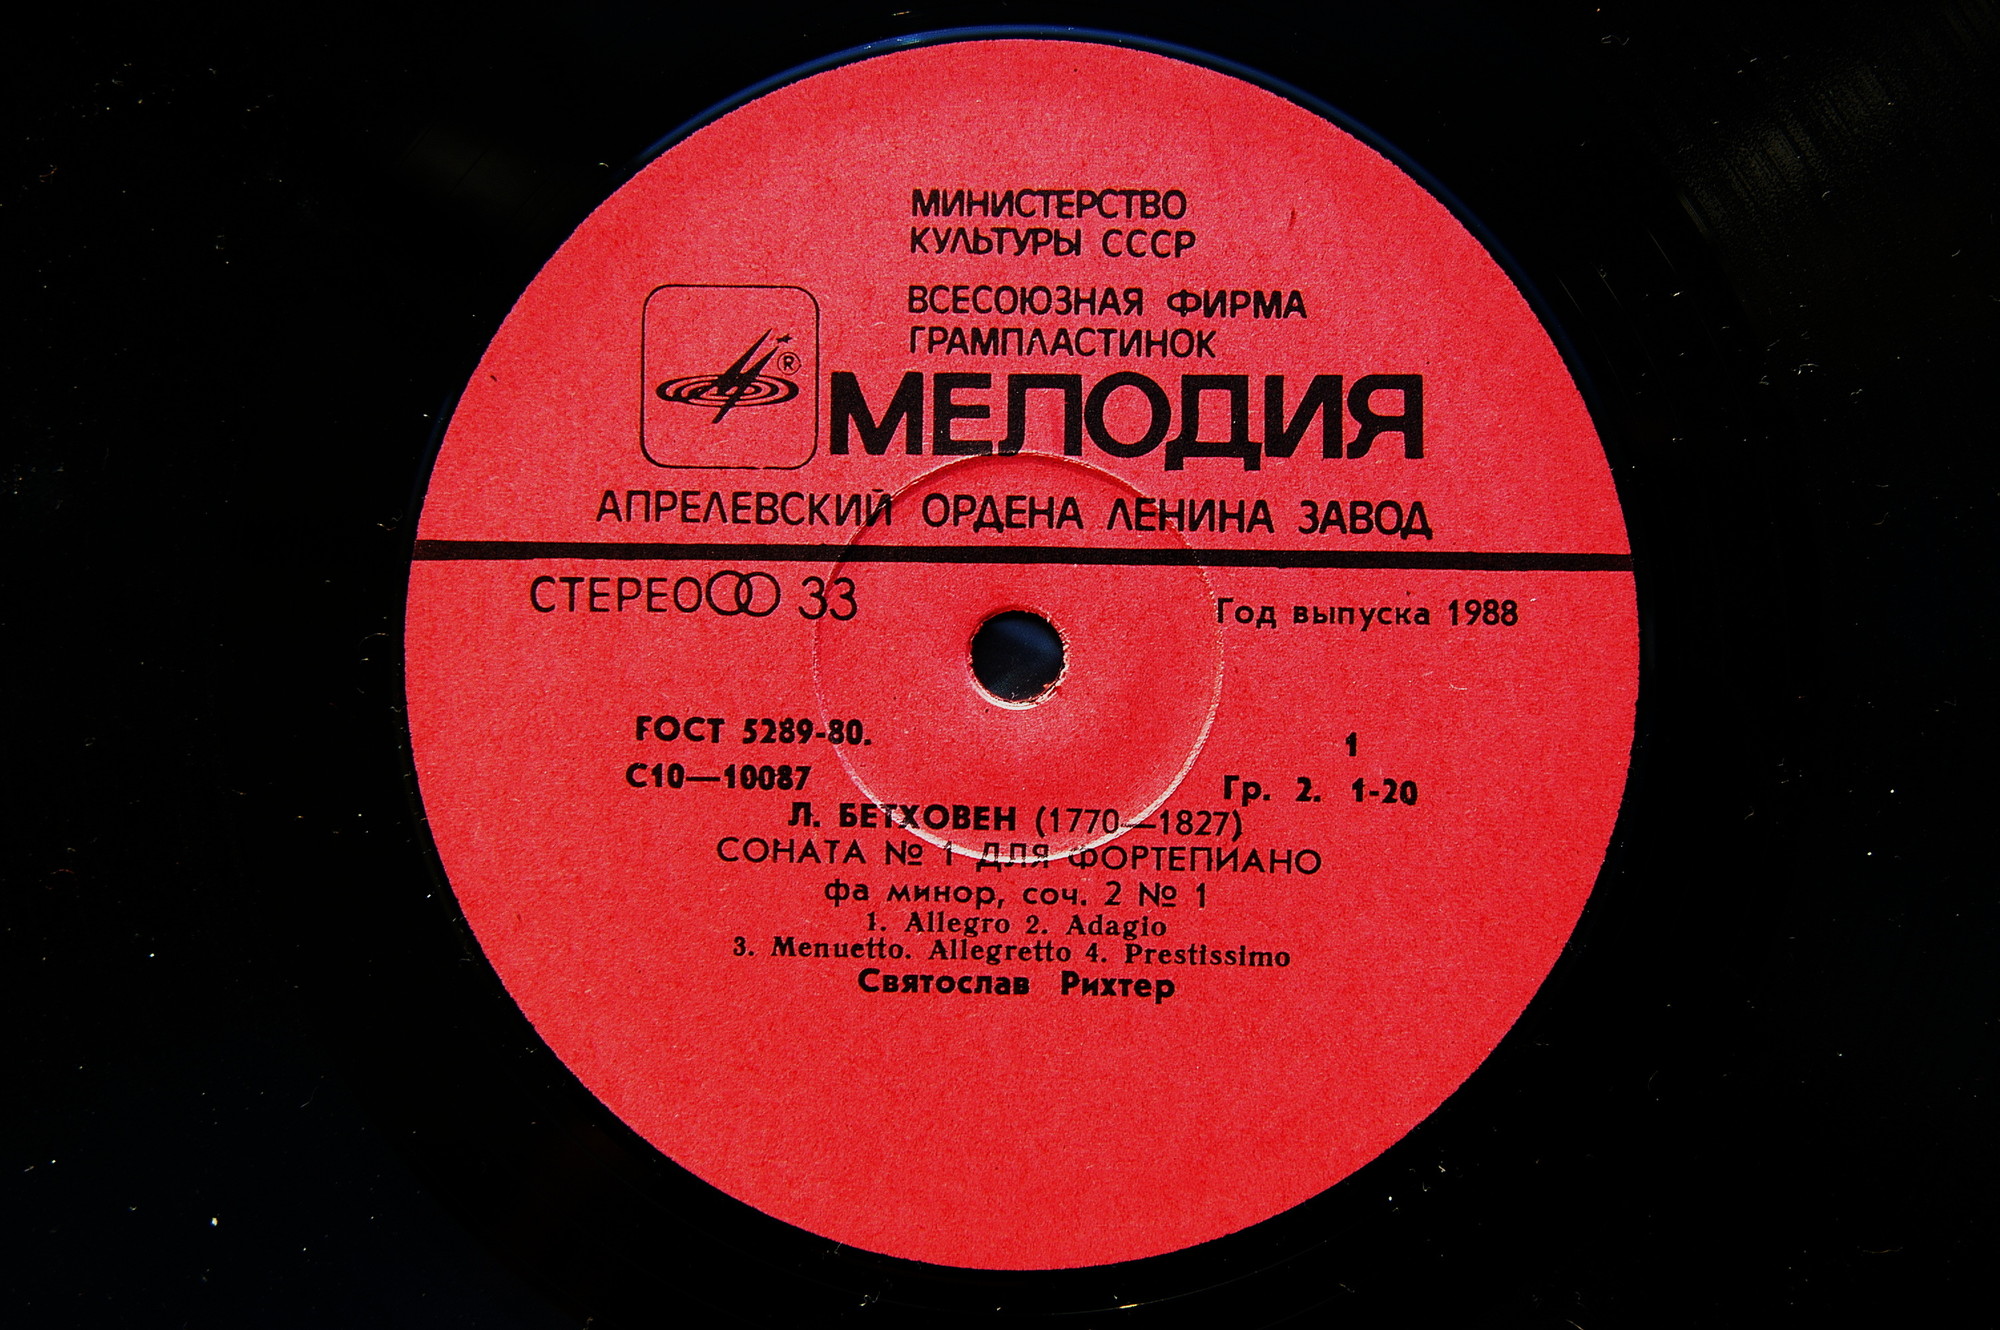 МИНИСТЕРСТВО
КУЛЬТУРЫ СССР
ВСЕСОЮЗНАЯ ФИРМА
ГРАМПЛАСТИНОК
®
МЕЛОДИЯ
АПРЕЛЕВСКИЙ ОРДЕНА ЛЕНИНА ЗАВОД
СТЕРЕО 33
Год выпуска 1988
ГОСТ 5289-80.
1
С10—10087
Гр. 2. 1-20
Л. БЕТХОВЕН (1770—1827)
СОНАТА № 1 ДЛЯ ФОРТЕПИАНО
фа минор, соч. 2 № 1
1. Allegro 2. Adagio
3. Menuetto. Allegretto 4. Prestissimo
Святослав Рихтер